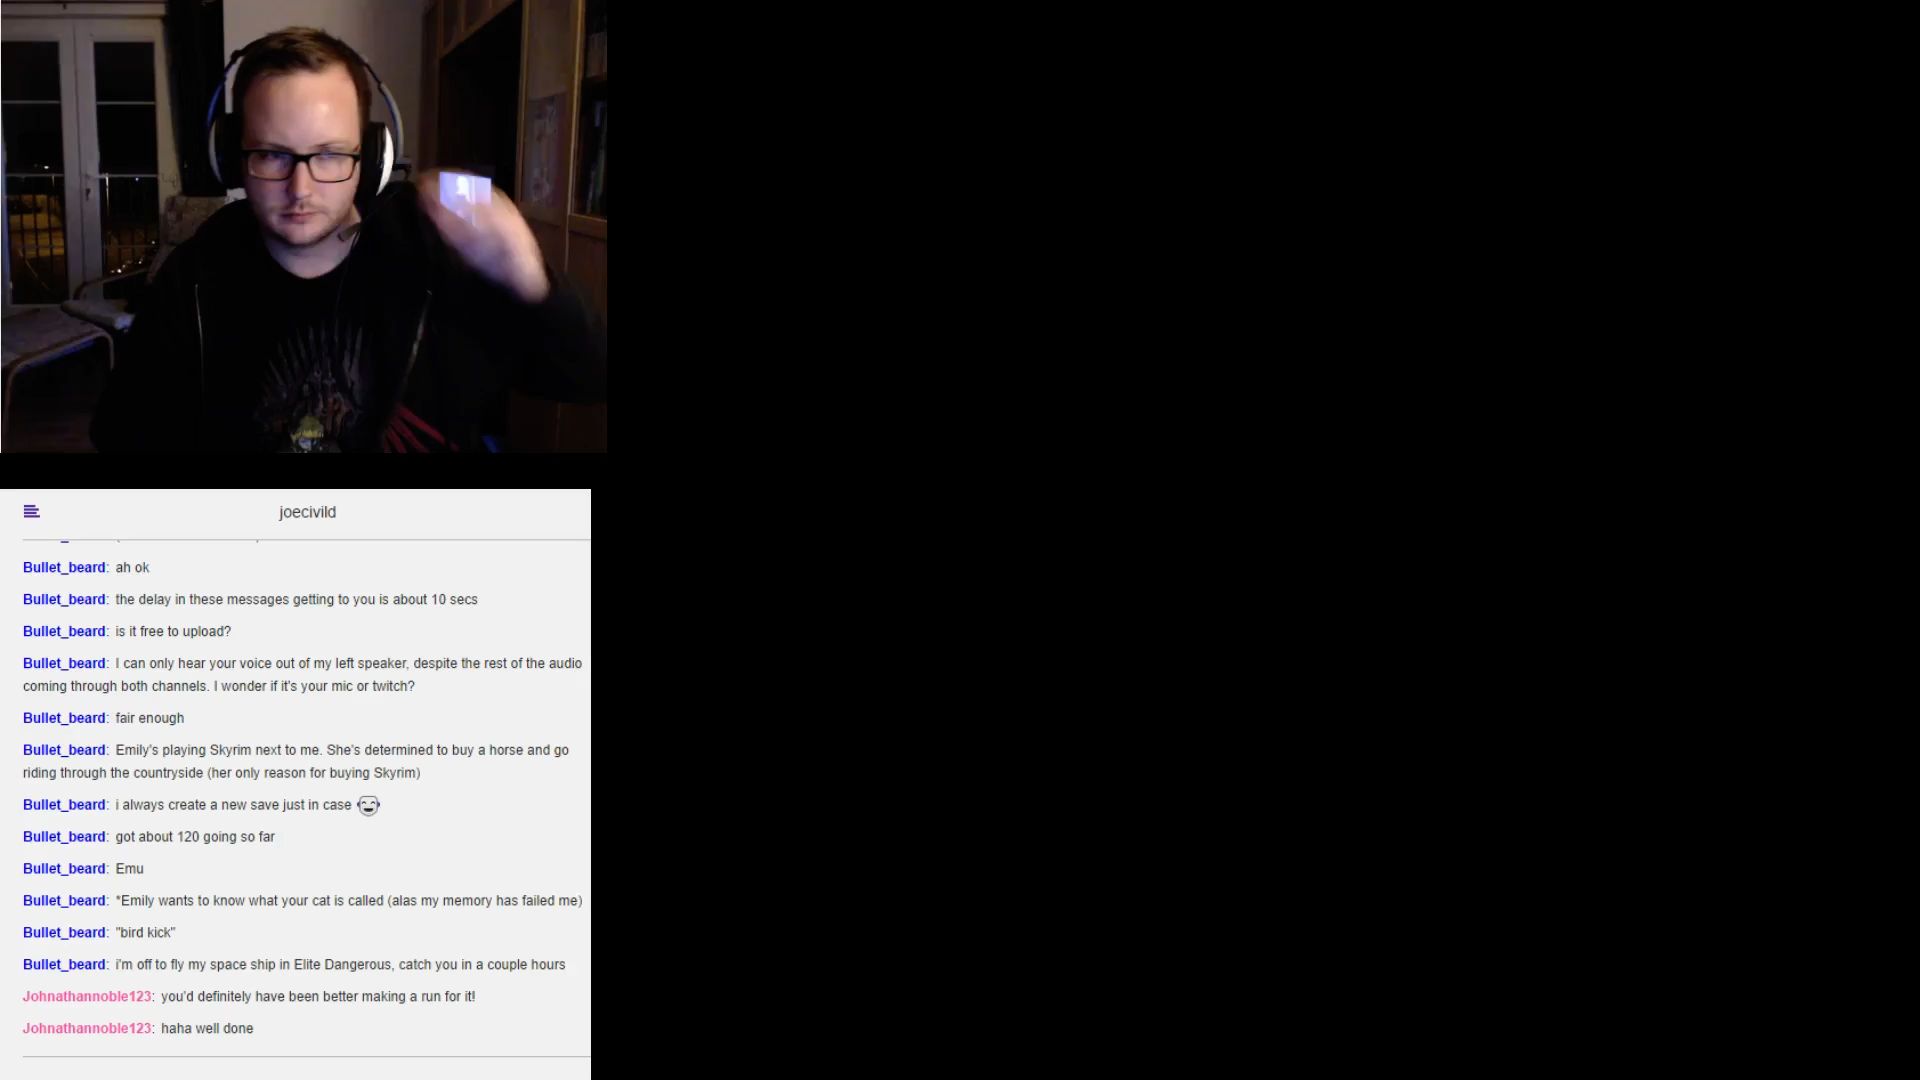 joecivild
Bullet_beard: ah ok
Bullet_beard: the delay in these messages getting to you is about 10 secs
Bullet_beard: is it free to upload?
Bullet_beard: I can only hear your voice out of my left speaker, despite the rest of the audio
coming through both channels. I wonder if it's your mic or twitch?
Bullet_beard: fair enough
Bullet_beard: Emily's playing Skyrim next to me. She's determined to buy a horse and go
riding through the countryside (her only reason for buying Skyrim)
Bullet_beard: i always create a new save just in case
Bullet_beard: got about 120 going so far
Bullet_beard: Emu
Bullet_beard: *Emily wants to know what your cat is called (alas my memory has failed me)
Bullet_beard: "bird kick"
Bullet_beard: i'm off to fly my space ship in Elite Dangerous, catch you in a couple hours
Johnathannoble123: you'd definitely have been better making a run for it!
Johnathannoble123: haha well done